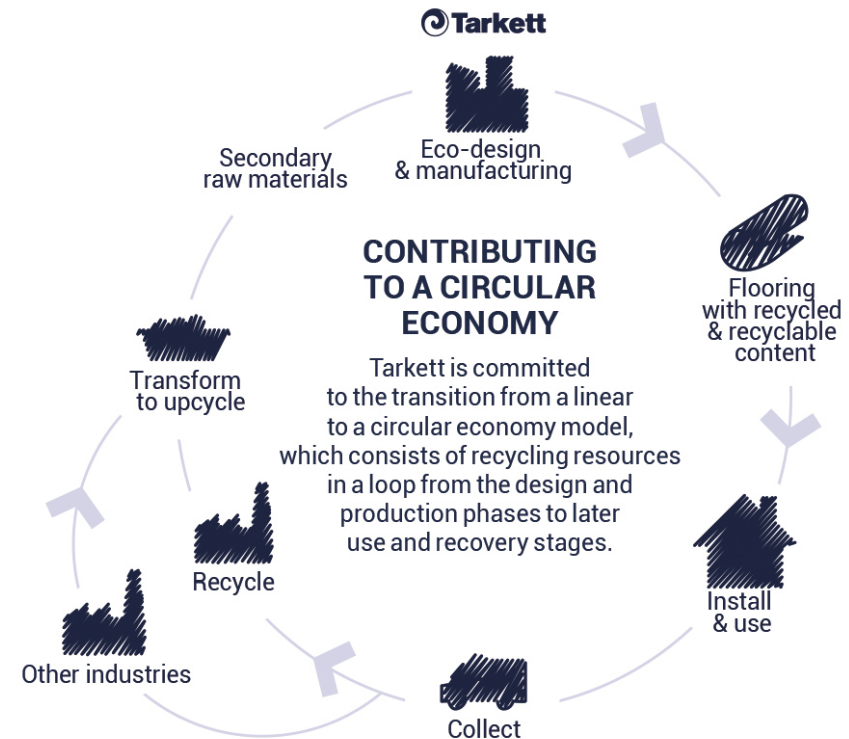 Tarkett
Eco-design
& manufacturing
Secondary
raw materials
CONTRIBUTING
TO A CIRCULAR
ECONOMY
Tarkett is committed
to the transition from a linear
to a circular economy model,
which consists of recycling resources
in a loop from the design and
production phases to later
use and recovery stages.
Flooring
with recycled
& recyclable
content
Install
& use
Collect
Recycle
Other industries
Transform
to upcycle